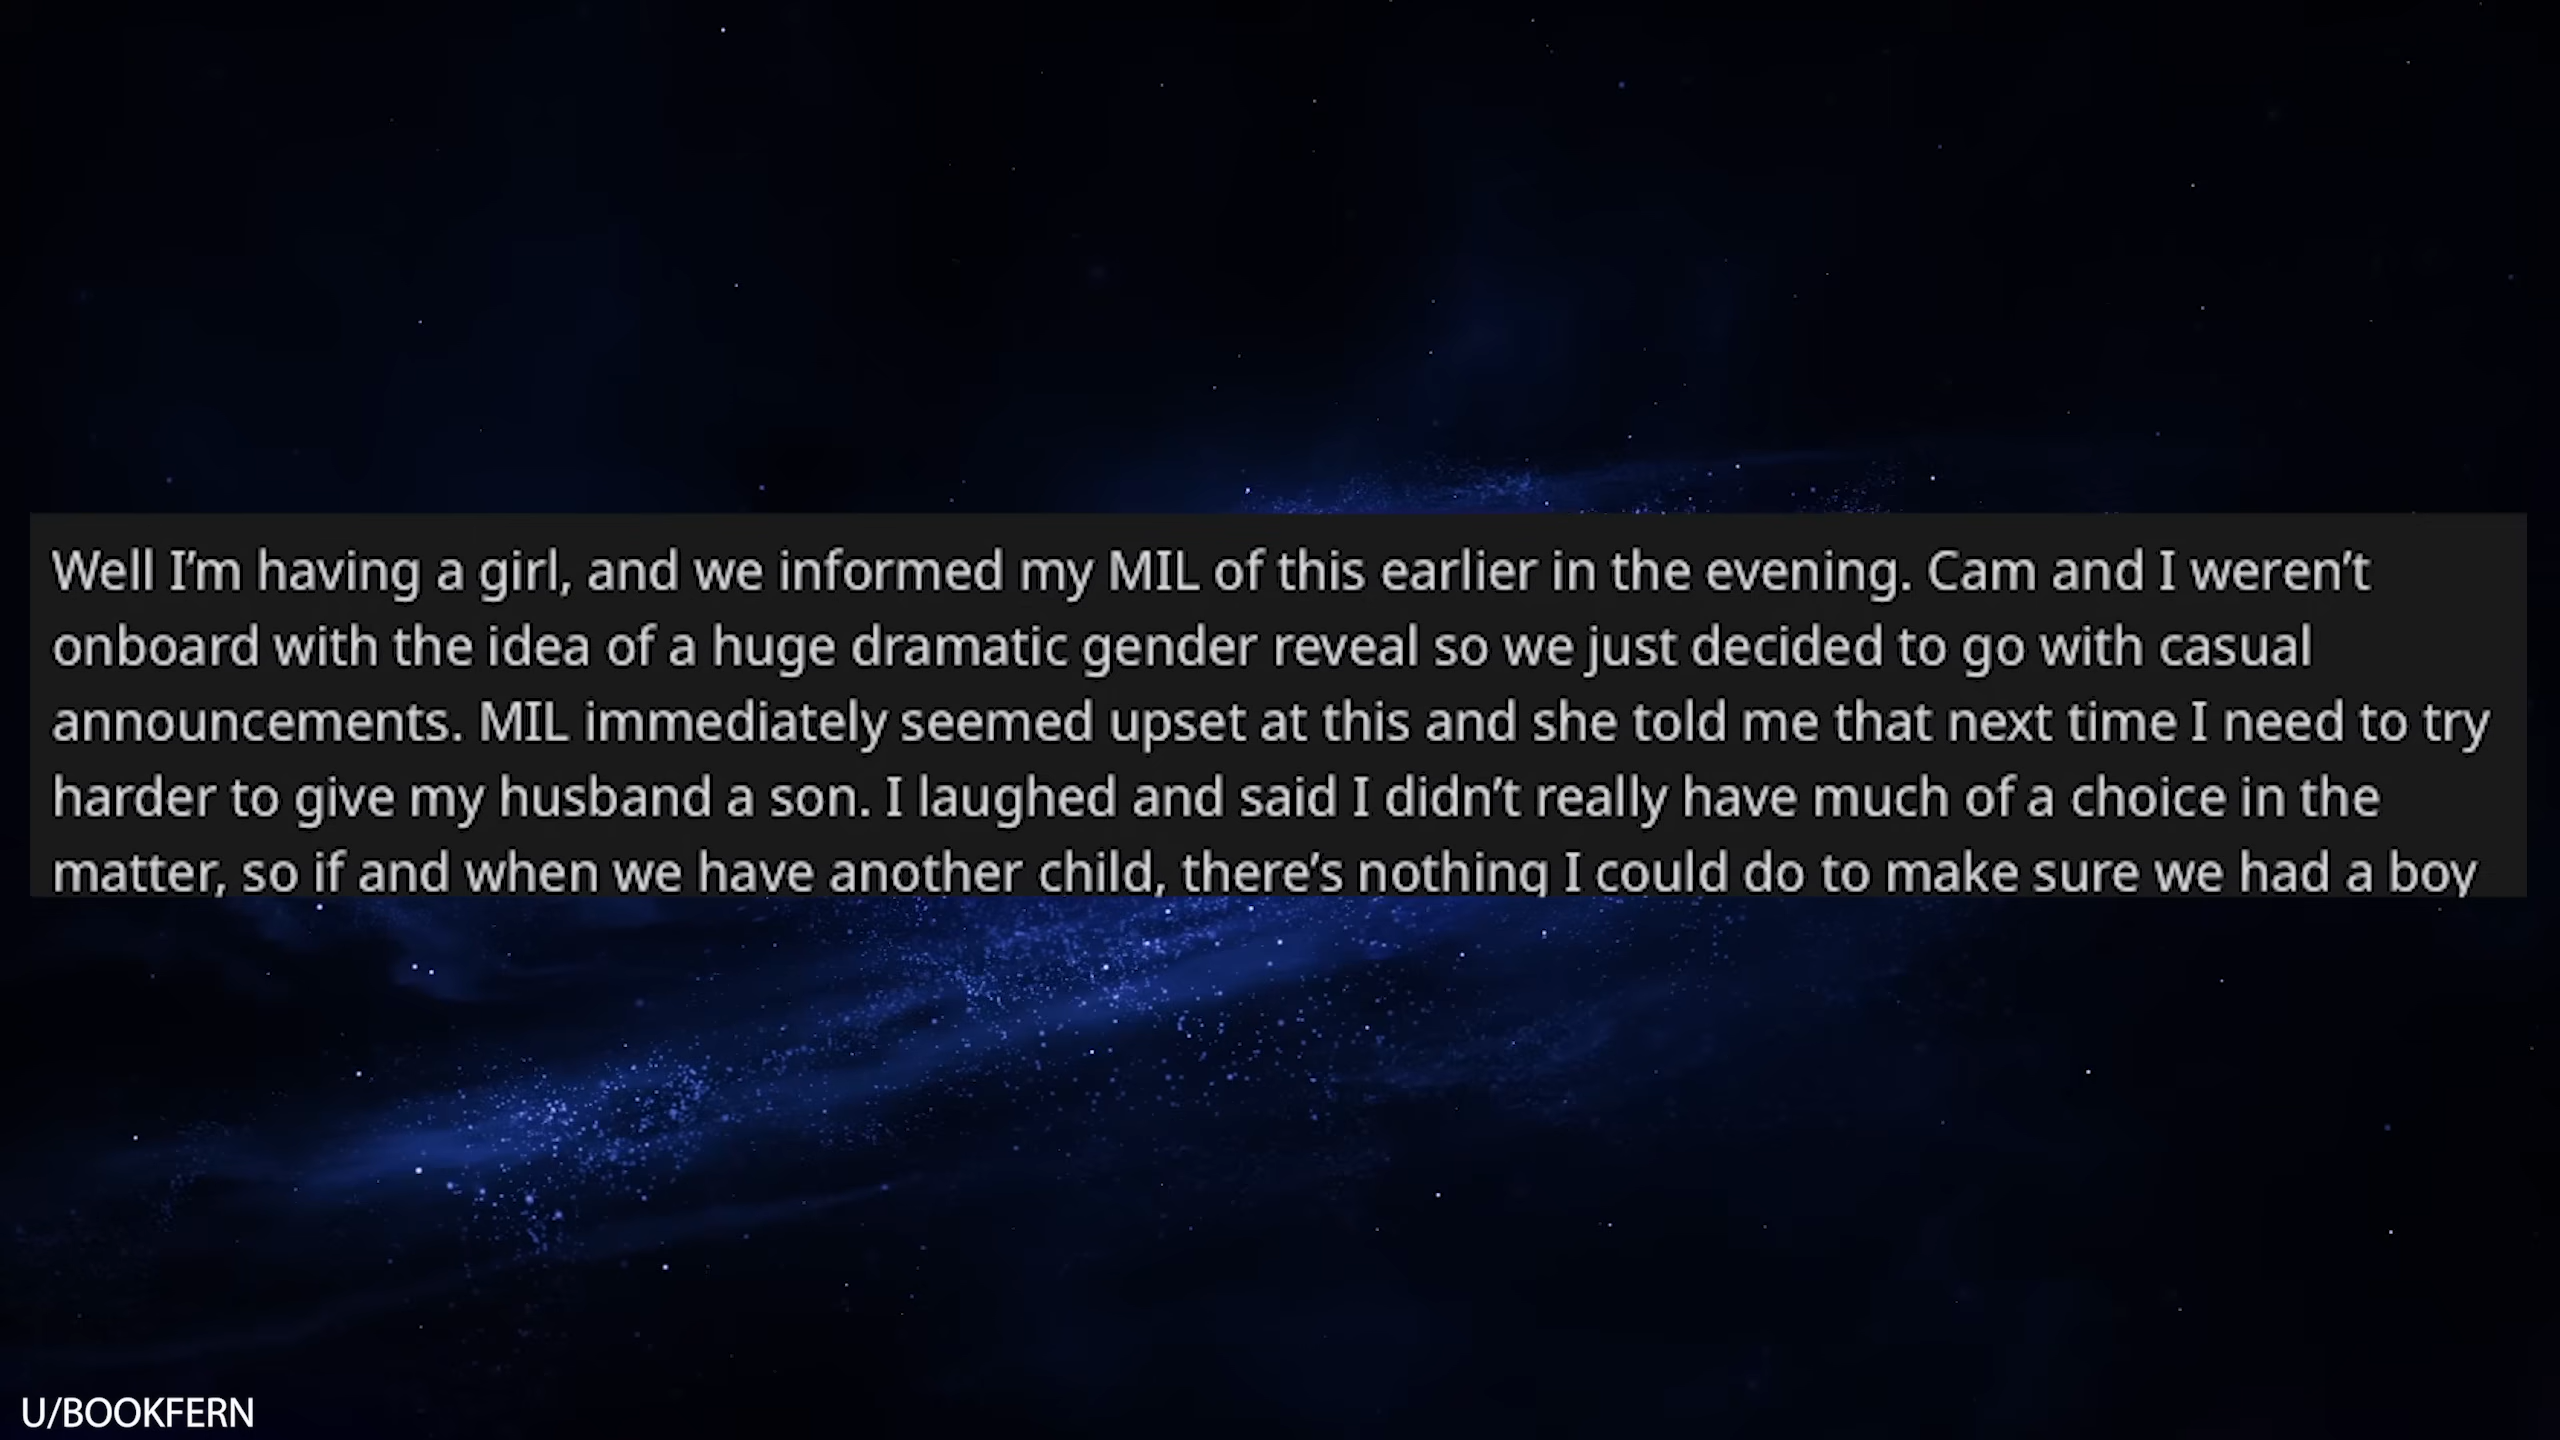 Well I’m having a girl, and we informed my MIL of this earlier in the evening. Cam and I weren’t
onboard with the idea of a huge dramatic gender reveal so we just decided to go with casual
announcements. MIL immediately seemed upset at this and she told me that next time I need to try
harder to give my husband a son. I laughed and said I didn’t really have much of a choice in the
matter, so if and when we have another child, there’s nothing I could do to make sure we had a boy
U/BOOKFERN